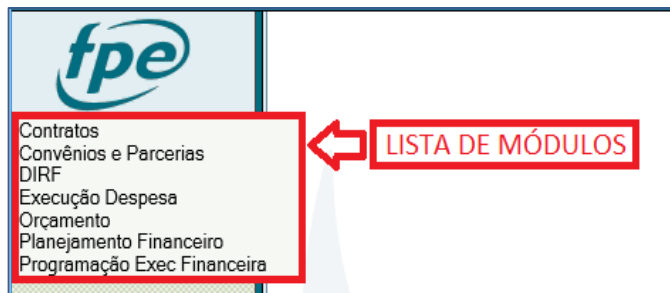 fpe
Contratos
Convênios e Parcerias
DIRF
Execução Despesa
Orçamento
Planejamento Financeiro
Programação Exec Financeira
LISTA DE MÓDULOS